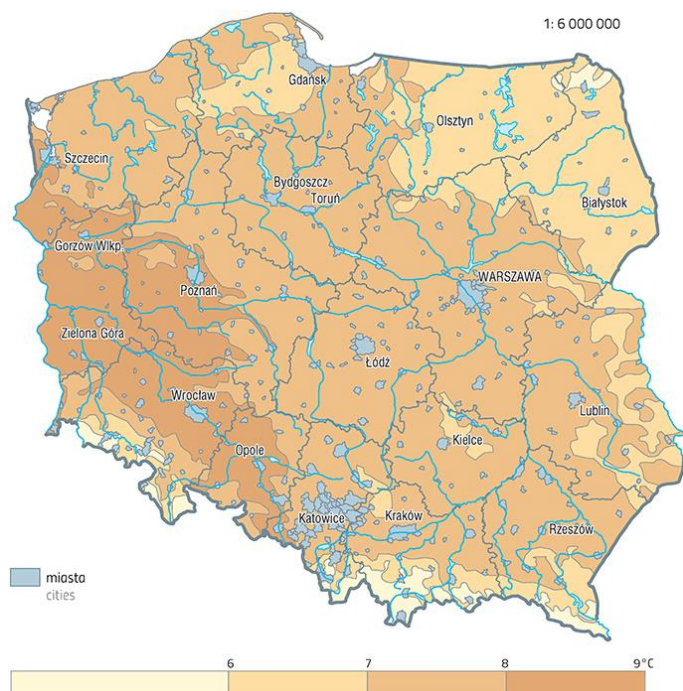 1: 6 000 000
Gdańsk
Olsztyn
Szczecin
Bydgoszcz
Toruń
Białystok
Gorzów Wlkp.
Poznań
WARSZAWA
Zielona Góra
Łódź
Wrocław
Lublin
Opole
Kielce
Katowice
Kraków
Rzeszów
miasta
cities
6 7 8 9°C